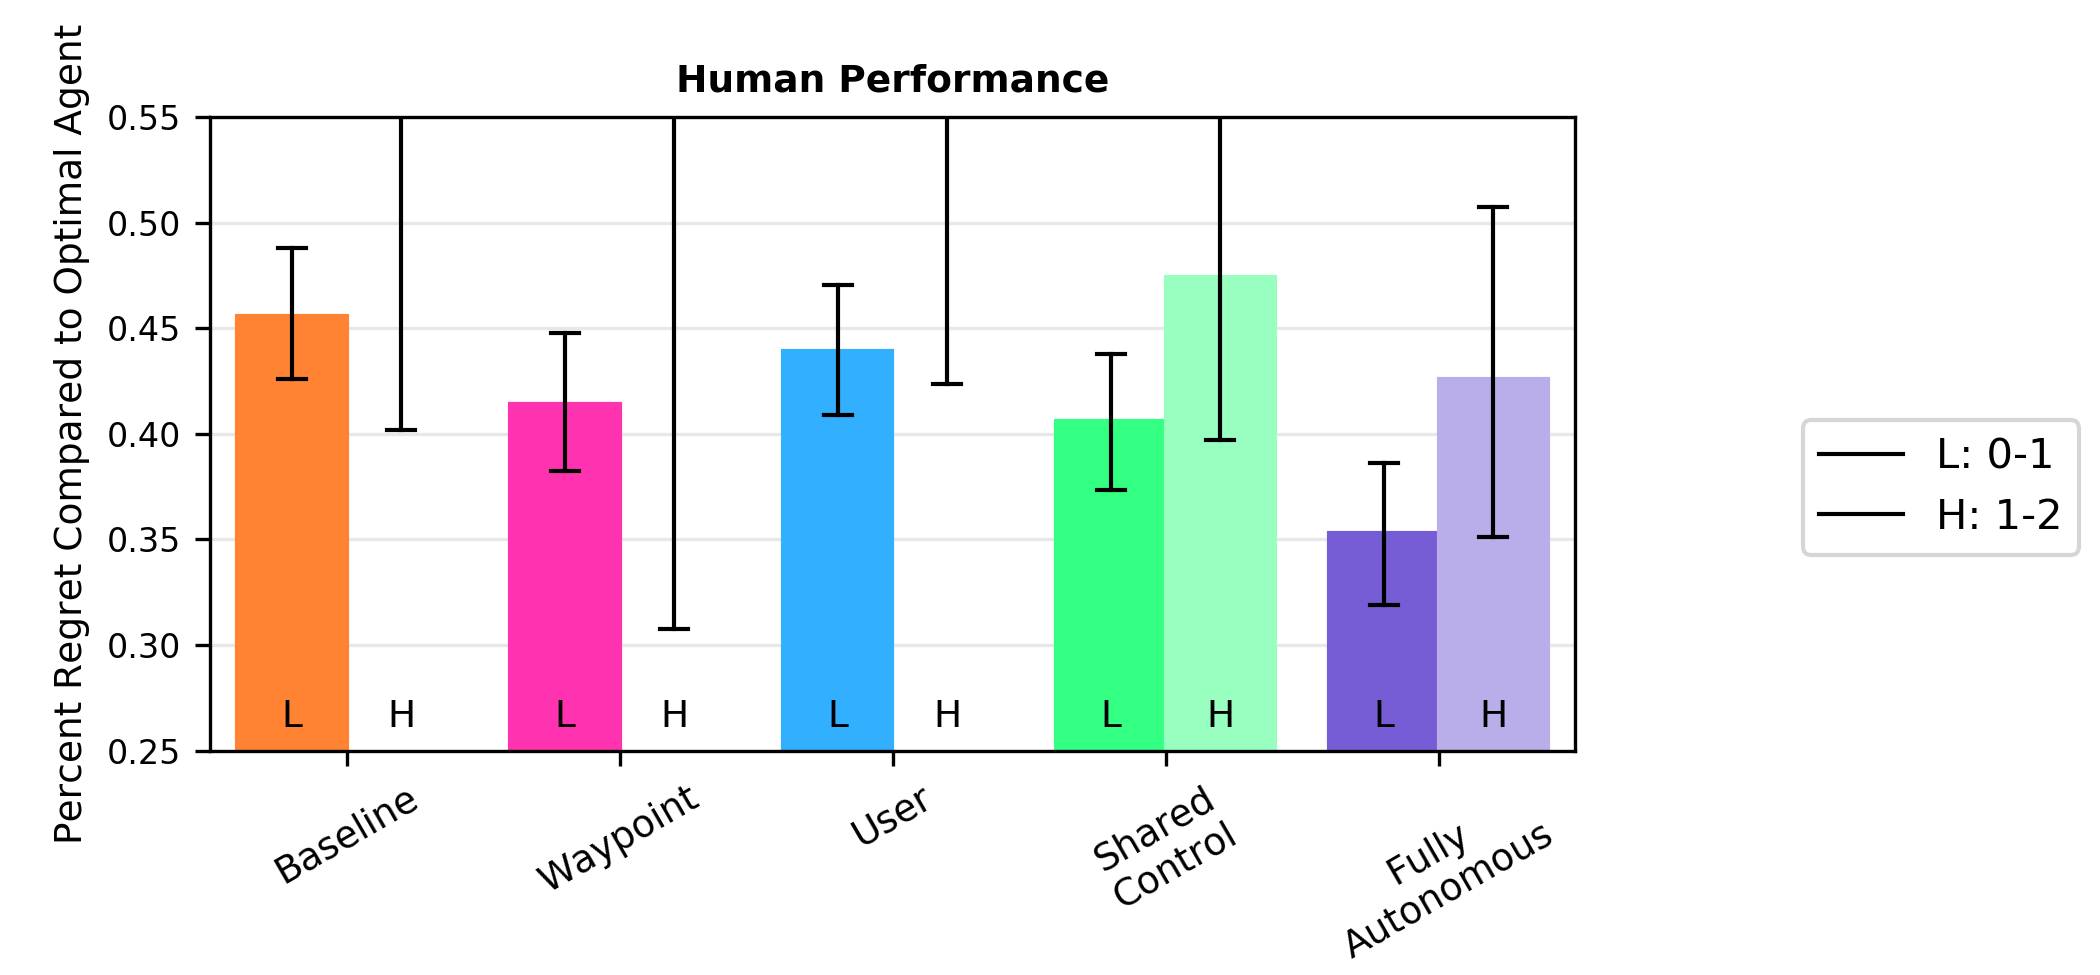 Human Performance
Percent Regret Compared to Optimal Agent
0.55
0.50
0.45
0.40
0.35
0.30
0.25
L
H
L
H
L
H
L
H
L
H
Baseline
Waypoint
User
Shared
Control
Fully
Autonomous
L: 0-1
H: 1-2